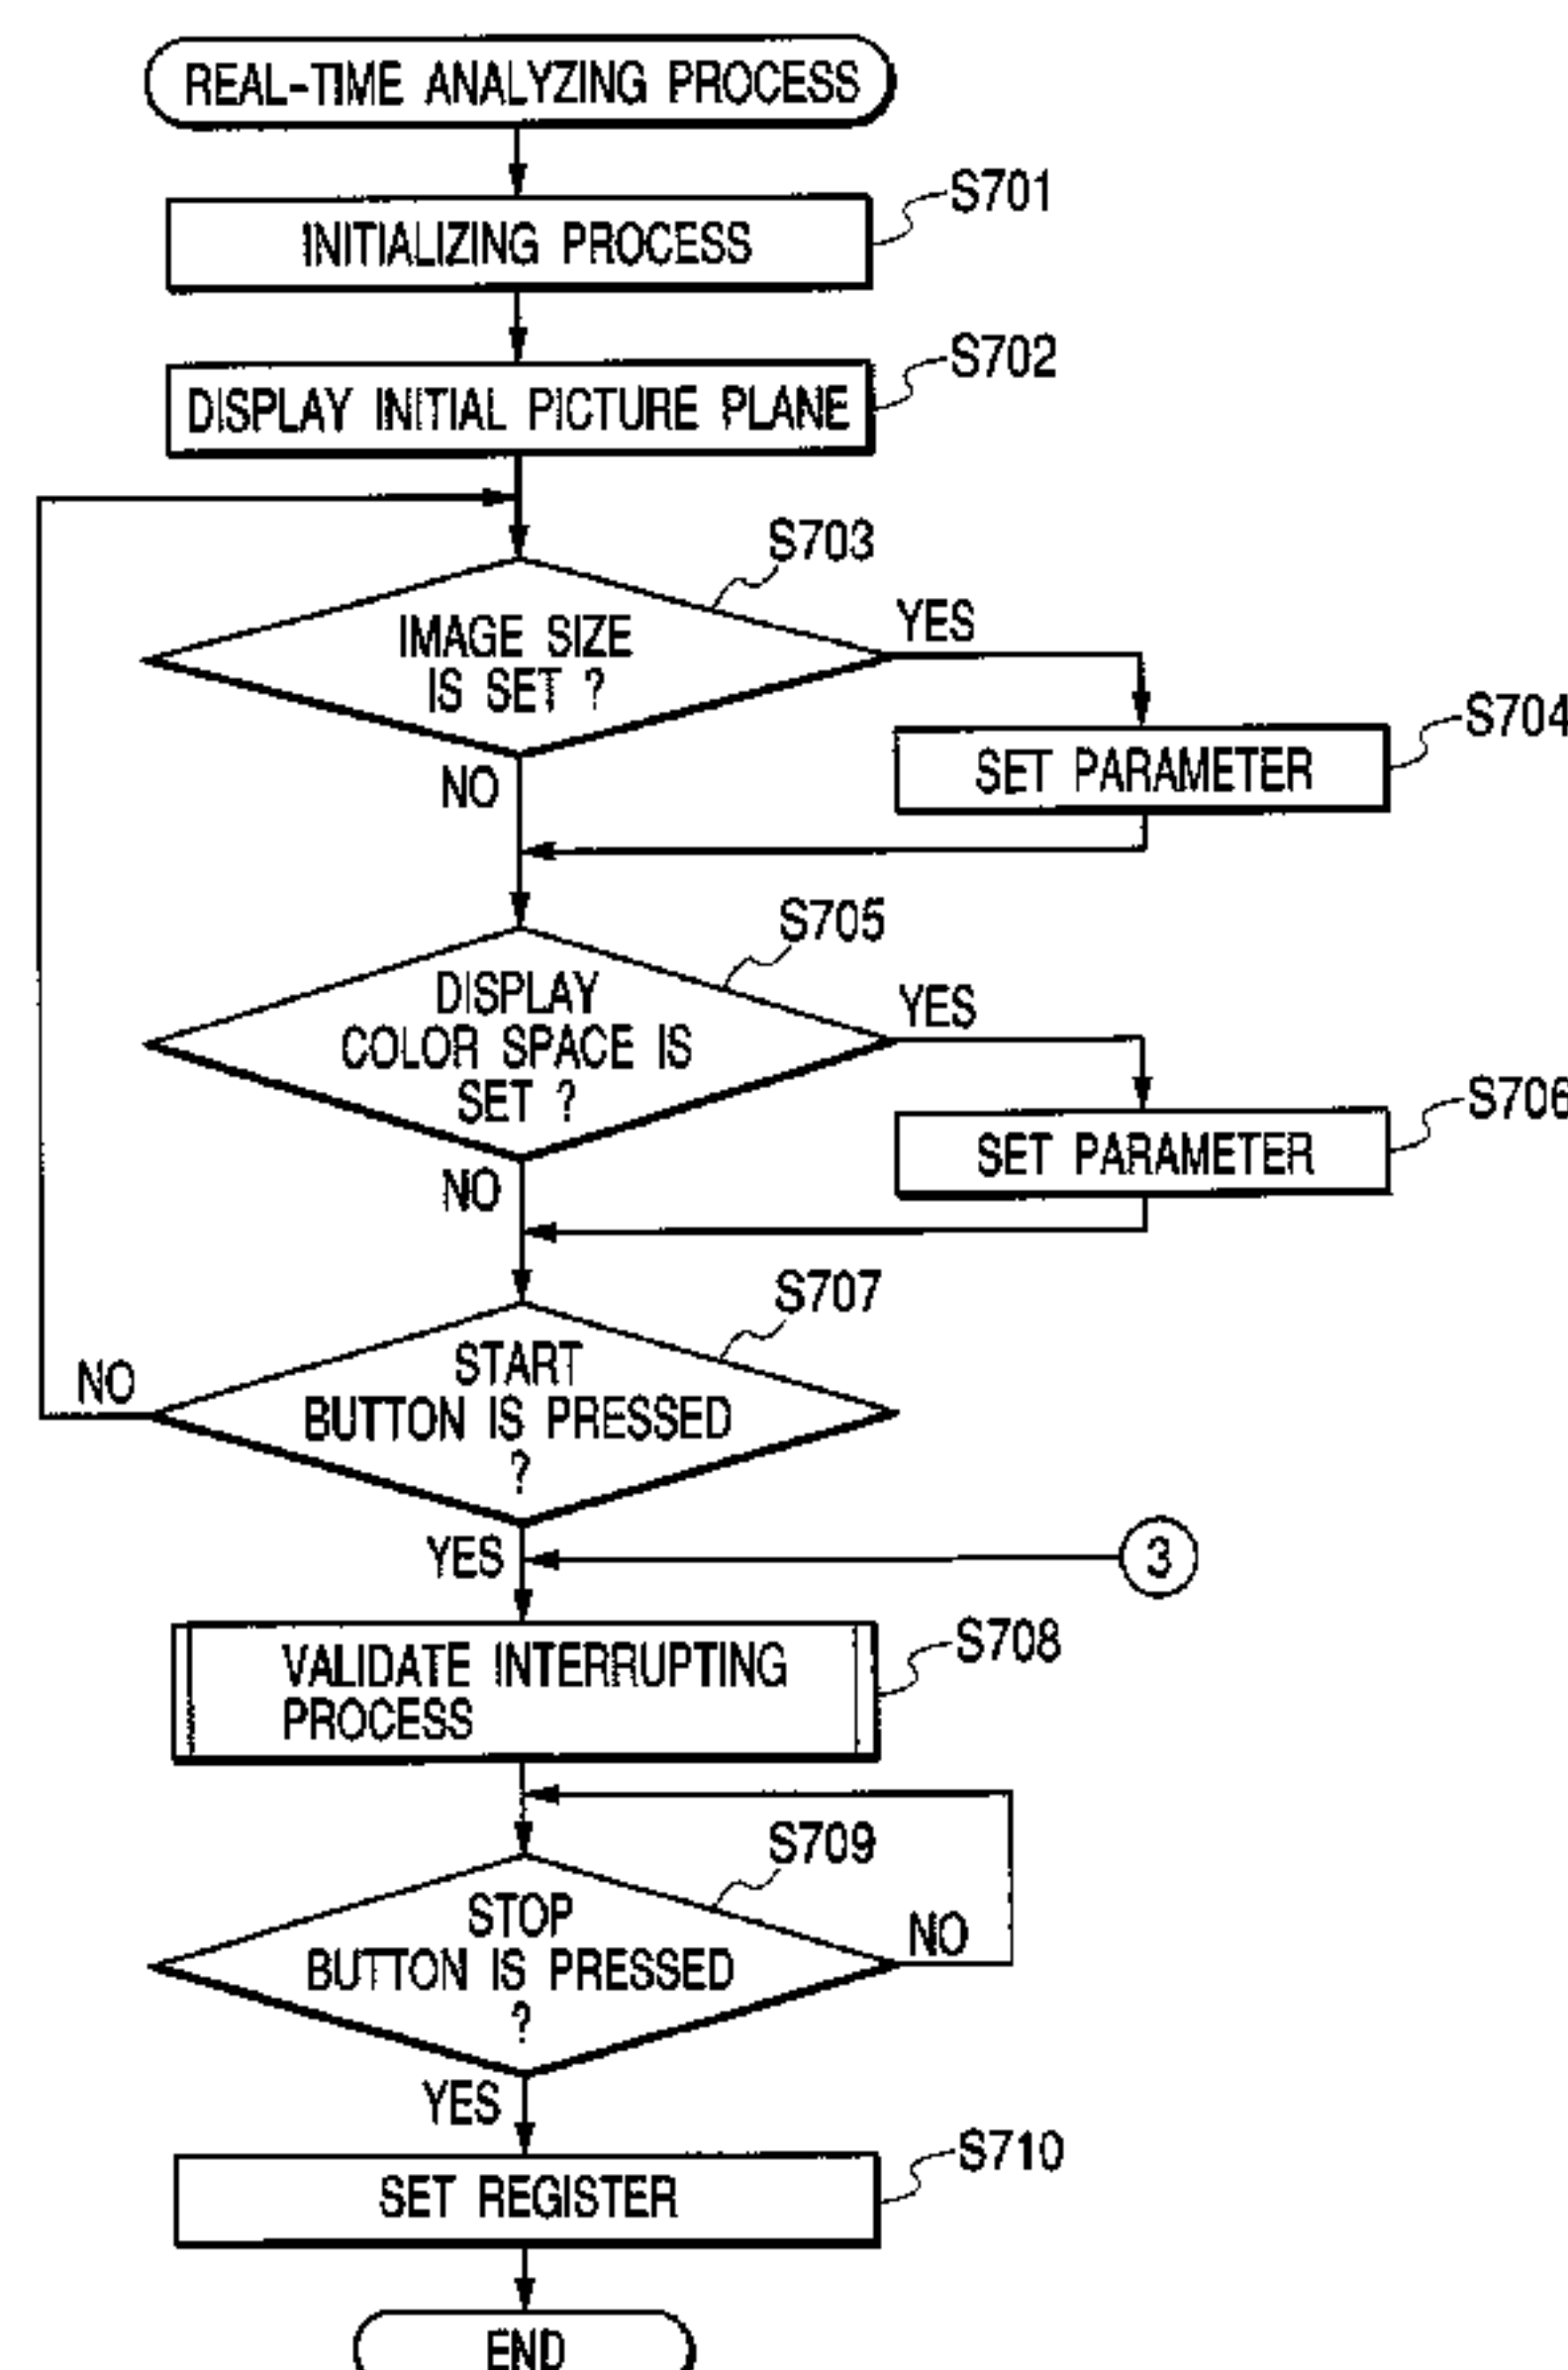 REAL-TIME ANALYZING PROCESS
S701
INITIALIZING PROCESS
S702
DISPLAY INITIAL PICTURE PLANE
S703
IMAGE SIZE
IS SET ?
YES
NO
S704
SET PARAMETER
S705
DISPLAY
COLOR SPACE IS
SET ?
YES
NO
S706
SET PARAMETER
S707
START
BUTTON IS PRESSED
?
NO
YES
3
S708
VALIDATE INTERRUPTING
PROCESS
S709
STOP
BUTTON IS PRESSED
?
NO
YES
S710
SET REGISTER
END